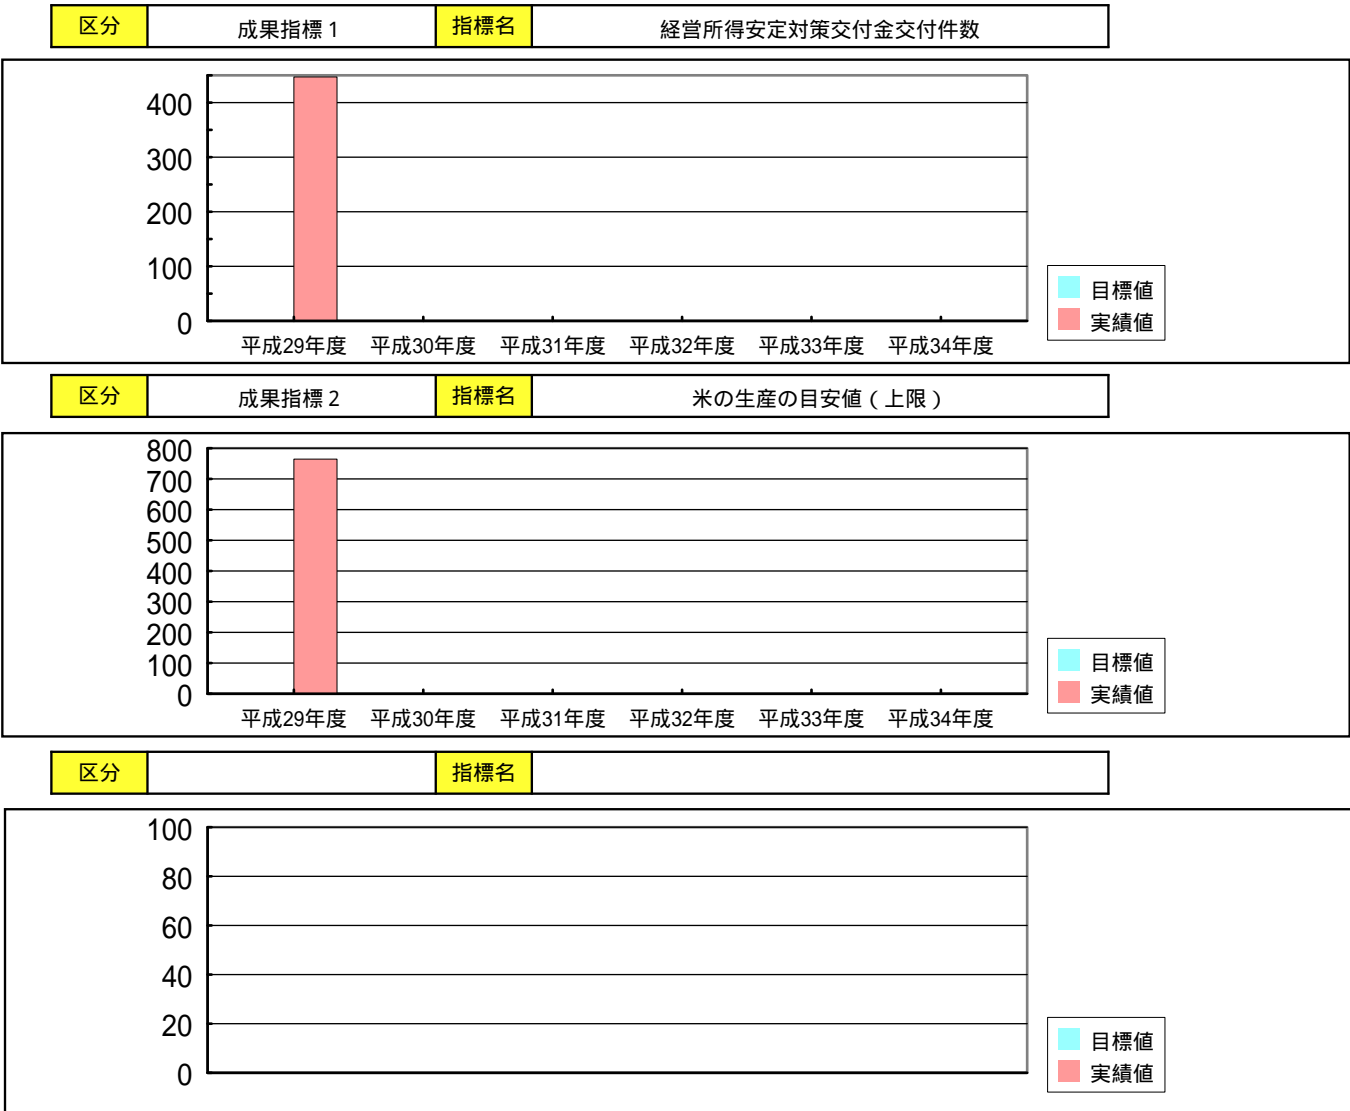 区分 成果指標１ 指標名 経営所得安定対策交付金交付件数
400
300
200
100
0
平成29年度 平成30年度 平成31年度 平成32年度 平成33年度 平成34年度
目標値
実績値
区分 成果指標２ 指標名 米の生産の目安値（上限）
800
700
600
500
400
300
200
100
0
平成29年度 平成30年度 平成31年度 平成32年度 平成33年度 平成34年度
目標値
実績値
区分 指標名
100
80
60
40
20
0
目標値
実績値